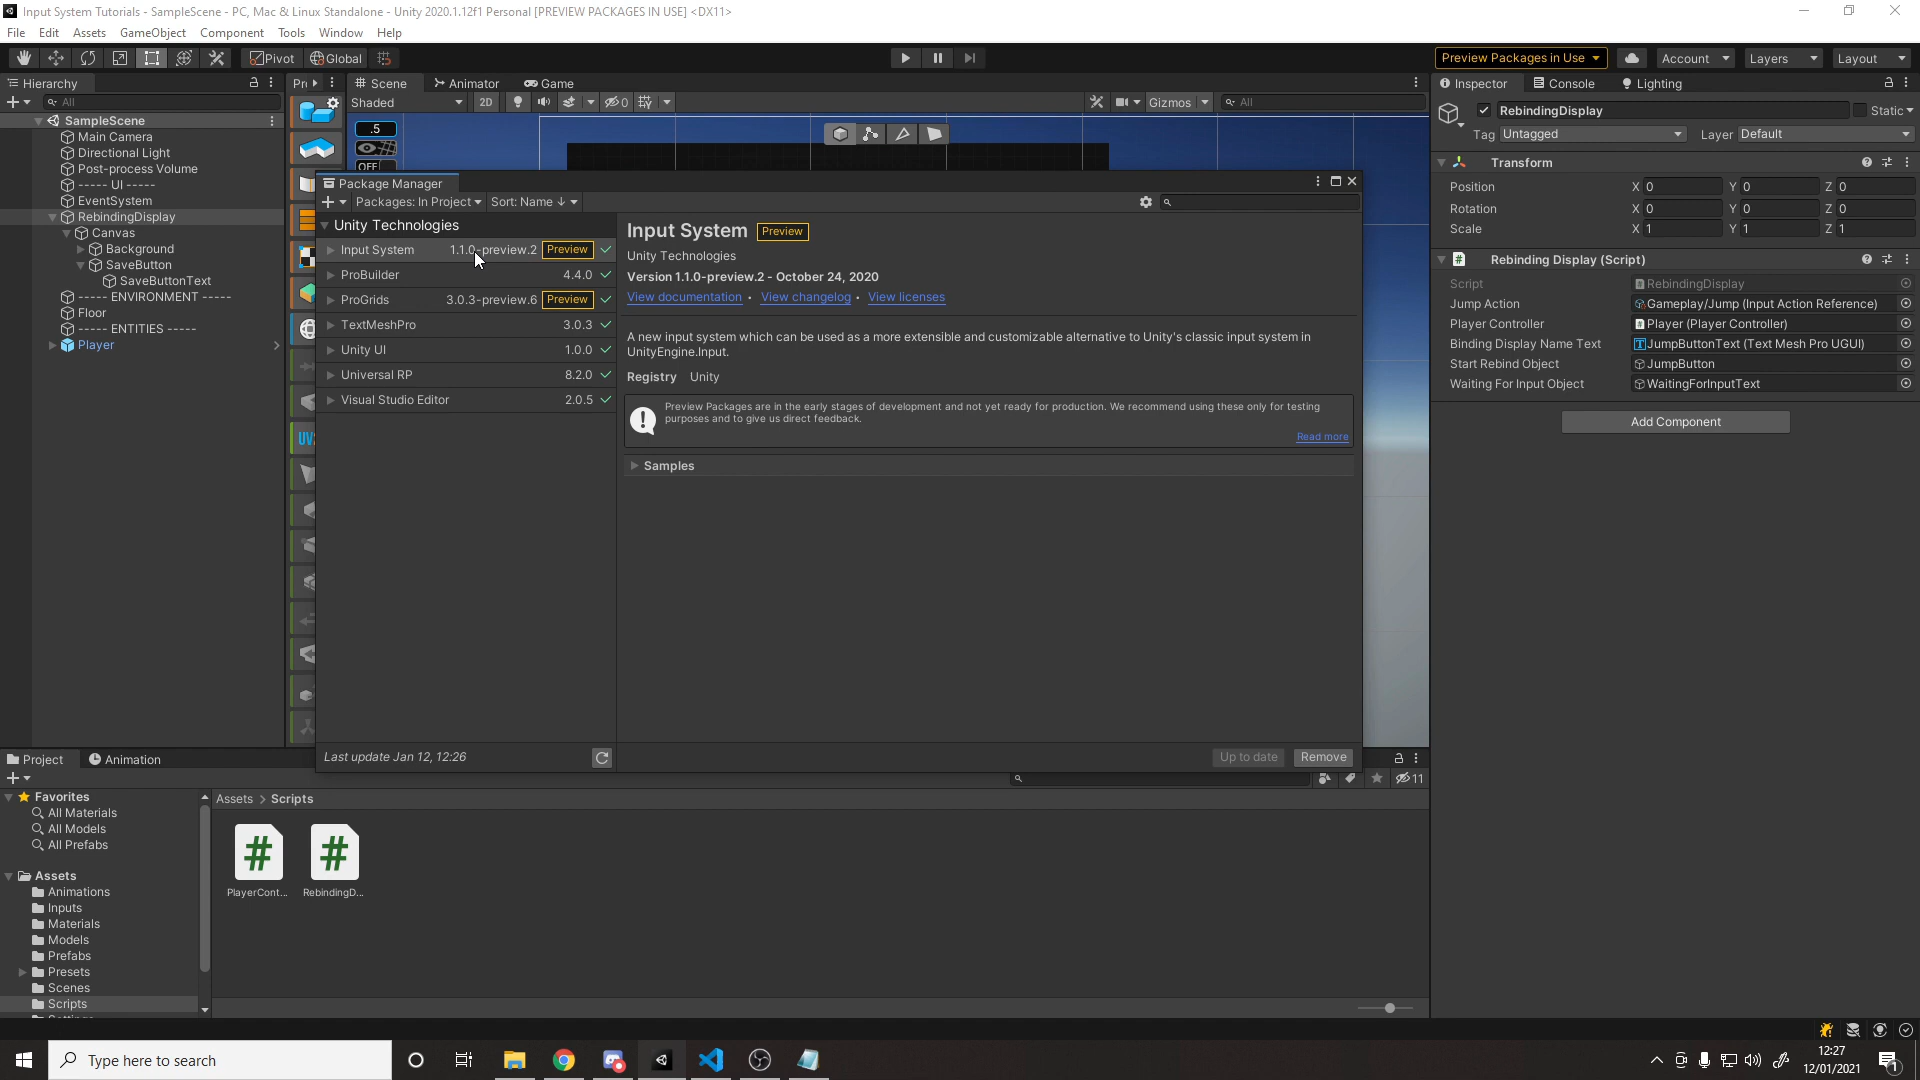 Input System Tutorials - SampleScene - PC, Mac & Linux Standalone - Unity 2020.1.12f1 Personal [PREVIEW PACKAGES IN USE] <DX11>
File Edit Assets GameObject Component Tools Window Help
Pivot Global Preview Packages in Use Account Layers Layout
Hierarchy
All
SampleScene
Main Camera
Directional Light
Post-process Volume
----- UI -----
EventSystem
RebindingDisplay
Canvas
Background
SaveButton
SaveButtonText
----- ENVIRONMENT -----
Floor
----- ENTITIES -----
Player
Scene Animator Game
Shaded 2D 0 Gizmos All
.5
Package Manager
Packages: In Project Sort: Name ↓
Unity Technologies
Input System 1.1.0-preview.2 Preview
ProBuilder 4.4.0
ProGrids 3.0.3-preview.6 Preview
TextMeshPro 3.0.3
Unity UI 1.0.0
Universal RP 8.2.0
Visual Studio Editor 2.0.5
Last update Jan 12, 12:26
Input System Preview
Unity Technologies
Version 1.1.0-preview.2 - October 24, 2020
View documentation • View changelog • View licenses
A new input system which can be used as a more extensible and customizable alternative to Unity's classic input system in
UnityEngine.Input.
Registry Unity
Preview Packages are in the early stages of development and not yet ready for production. We recommend using these only for testing
purposes and to give us direct feedback.
Read more
Samples
Up to date Remove
Inspector Console Lighting
RebindingDisplay Static
Tag Untagged Layer Default
Transform
Position X 0 Y 0 Z 0
Rotation X 0 Y 0 Z 0
Scale X 1 Y 1 Z 1
Rebinding Display (Script)
Script RebindingDisplay
Jump Action Gameplay/Jump (Input Action Reference)
Player Controller Player (Player Controller)
Binding Display Name Text JumpButtonText (Text Mesh Pro UGUI)
Start Rebind Object JumpButton
Waiting For Input Object WaitingForInputText
Add Component
Project Animation
11
Favorites
All Materials
All Models
All Prefabs
Assets
Animations
Inputs
Materials
Models
Prefabs
Presets
Scenes
Scripts
Assets > Scripts
PlayerCont...
RebindingD...
Type here to search
12:27
12/01/2021
1